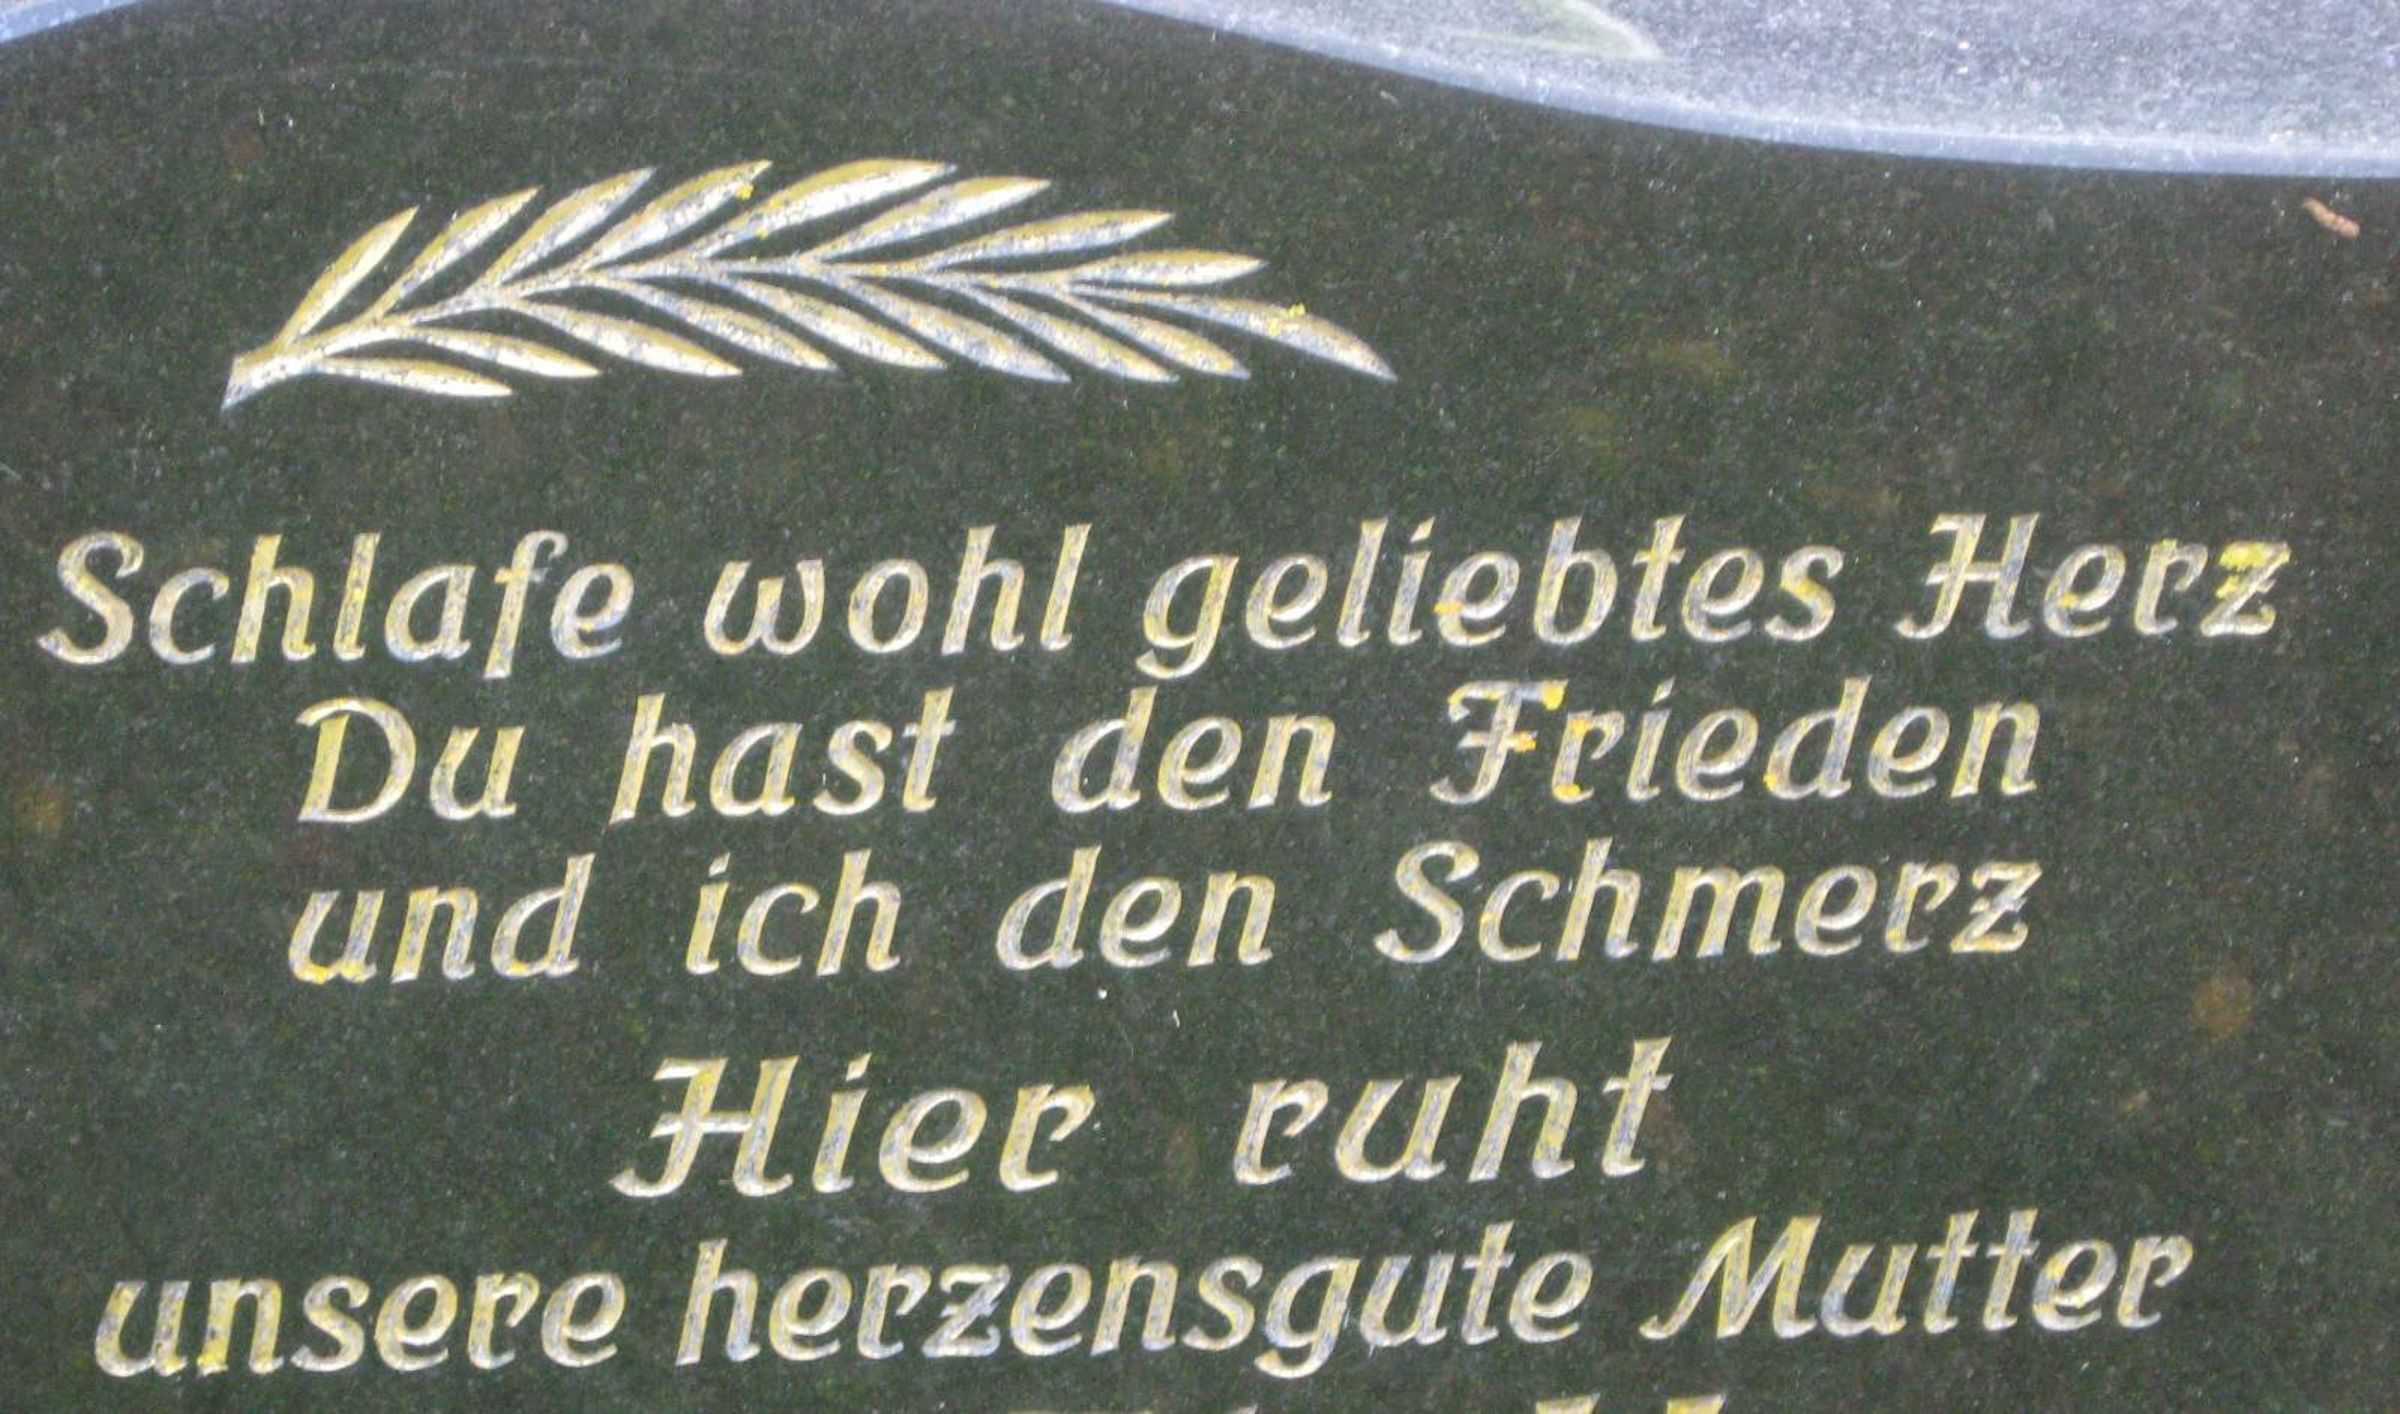 Schlafe wohl geliebtes Herz
Du hast den Frieden
und ich den Schmerz
Hier ruht
unsere herzensgute Mutter